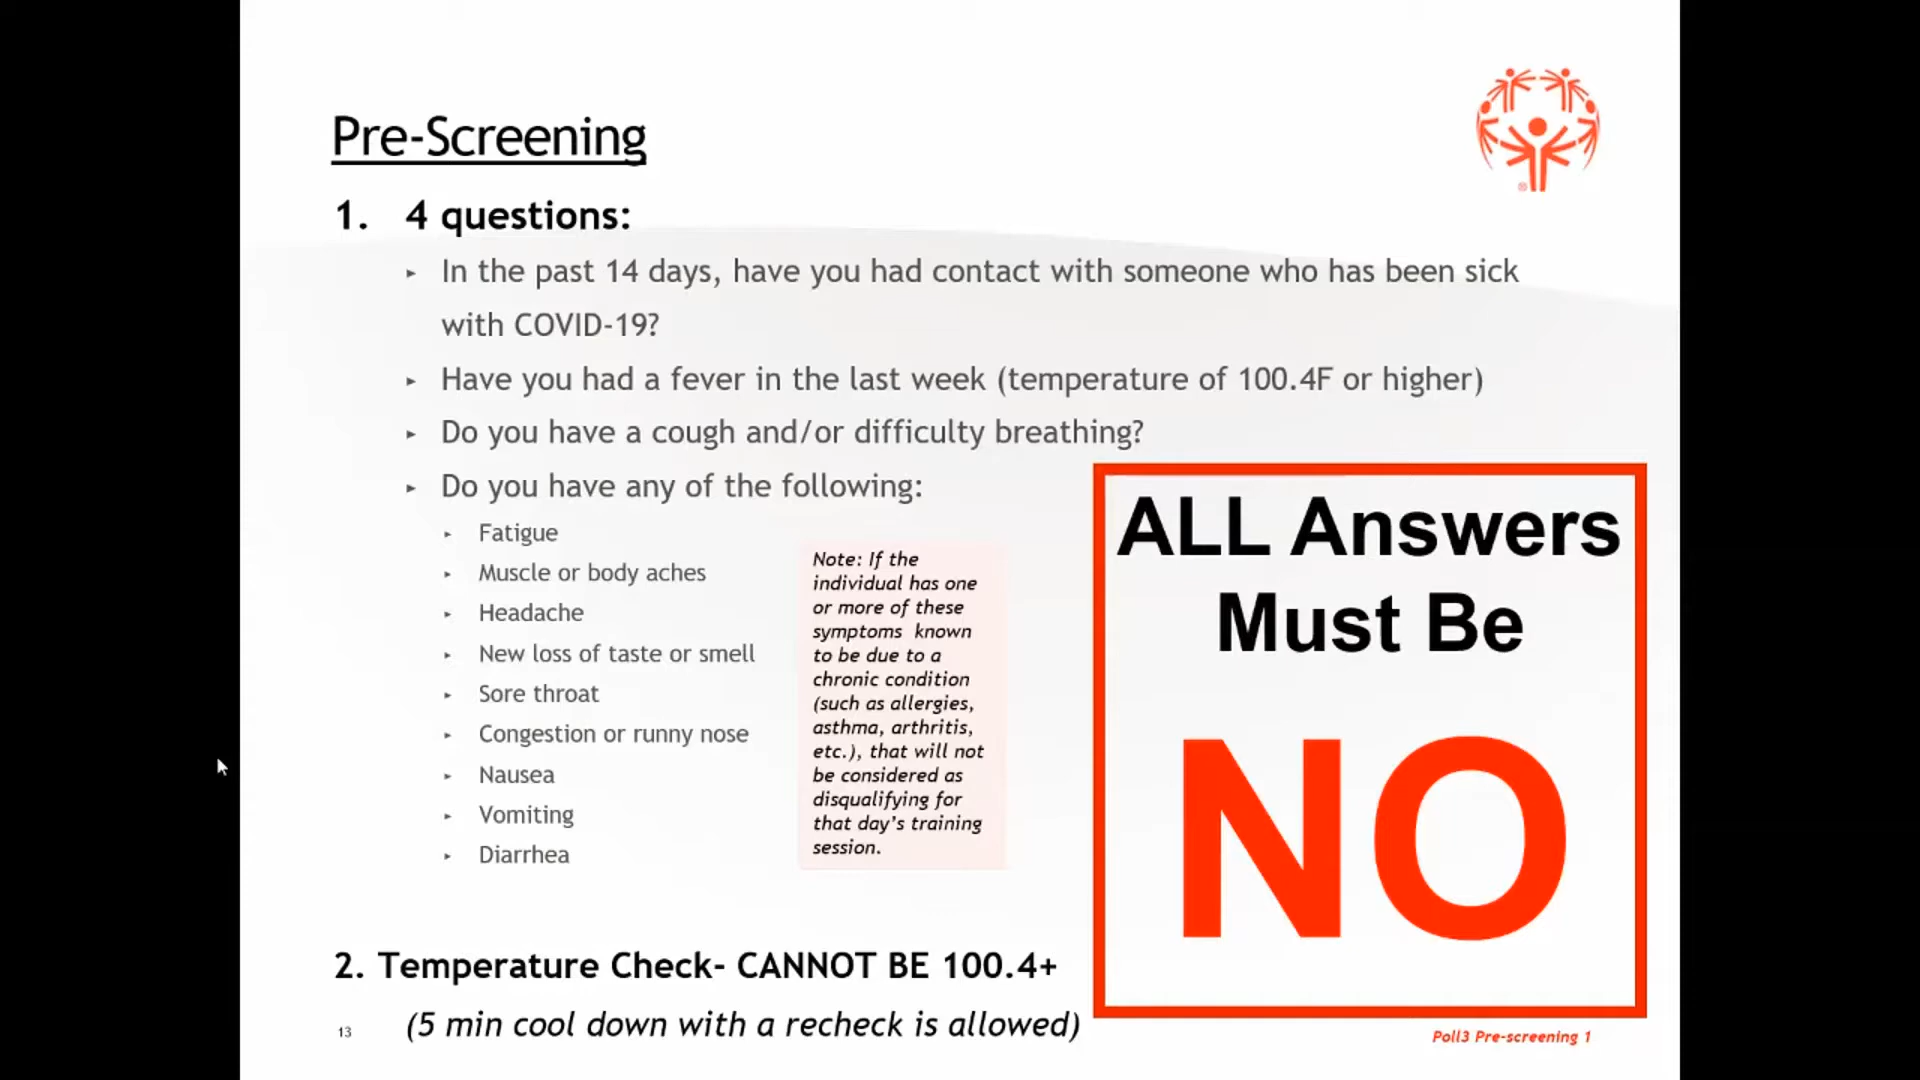 Pre-Screening
1. 4 questions:
▸ In the past 14 days, have you had contact with someone who has been sick
with COVID-19?
▸ Have you had a fever in the last week (temperature of 100.4F or higher)
▸ Do you have a cough and/or difficulty breathing?
▸ Do you have any of the following:
▸ Fatigue
▸ Muscle or body aches
▸ Headache
▸ New loss of taste or smell
▸ Sore throat
▸ Congestion or runny nose
▸ Nausea
▸ Vomiting
▸ Diarrhea
Note: If the
individual has one
or more of these
symptoms known
to be due to a
chronic condition
(such as allergies,
asthma, arthritis,
etc.), that will not
be considered as
disqualifying for
that day's training
session.
ALL Answers
Must Be
NO
2. Temperature Check- CANNOT BE 100.4+
(5 min cool down with a recheck is allowed)
13
Poll3 Pre-screening 1
®